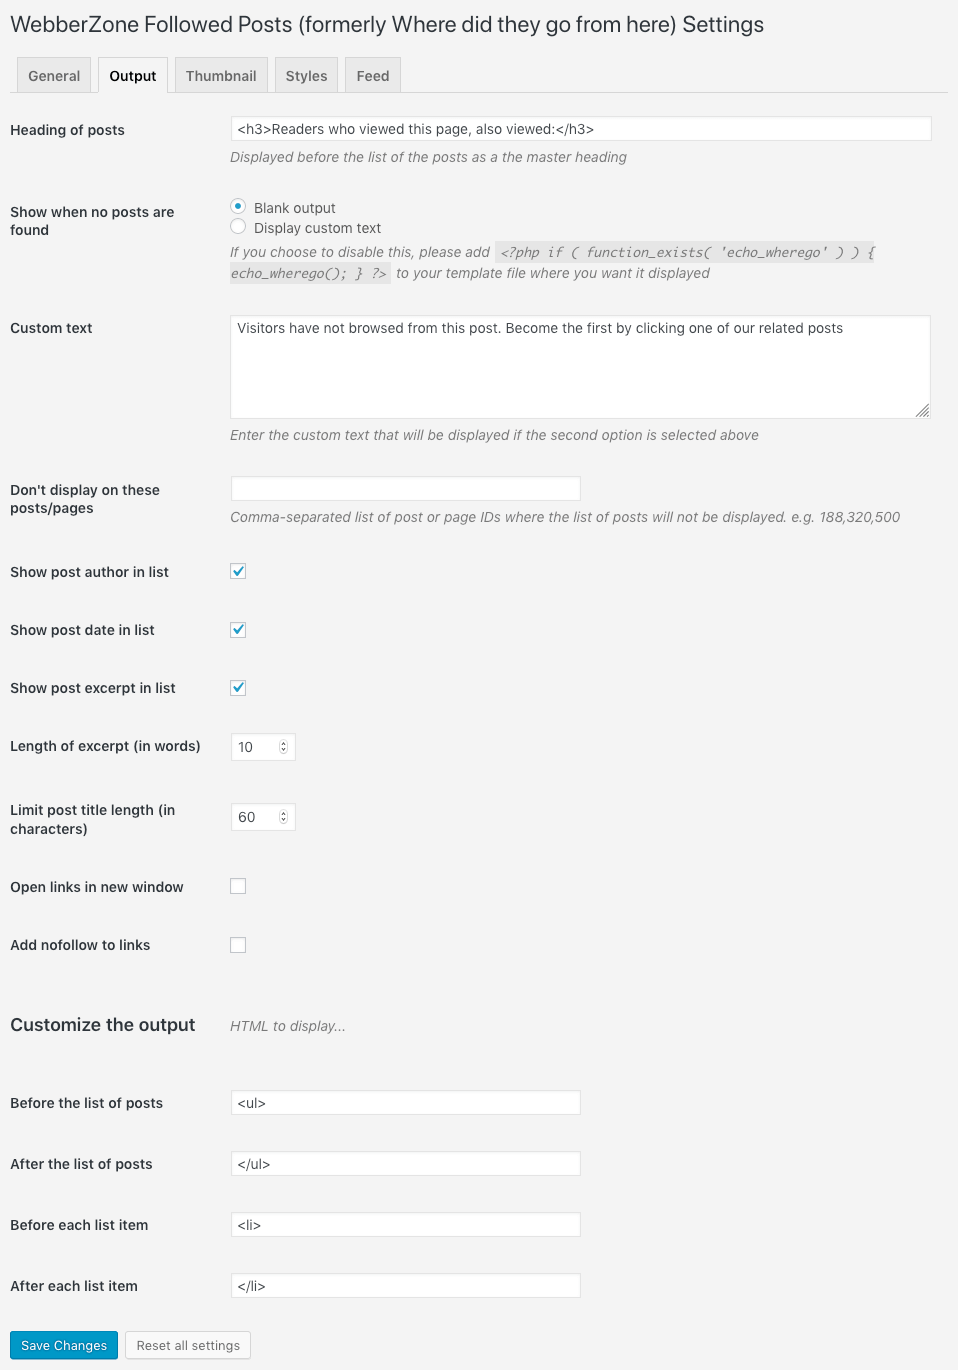 WebberZone Followed Posts (formerly Where did they go from here) Settings
General
Output
Thumbnail
Styles
Feed
Heading of posts
<h3>Readers who viewed this page, also viewed:</h3>
Displayed before the list of the posts as a the master heading
Show when no posts are
found
Blank output
Display custom text
If you choose to disable this, please add <?php if ( function_exists( 'echo_wherego' ) ) {
echo_wherego(); } ?> to your template file where you want it displayed
Custom text
Visitors have not browsed from this post. Become the first by clicking one of our related posts
Enter the custom text that will be displayed if the second option is selected above
Don't display on these
posts/pages
Comma-separated list of post or page IDs where the list of posts will not be displayed. e.g. 188,320,500
Show post author in list
Show post date in list
Show post excerpt in list
Length of excerpt (in words)
10
Limit post title length (in
characters)
60
Open links in new window
Add nofollow to links
Customize the output
HTML to display...
Before the list of posts
<ul>
After the list of posts
</ul>
Before each list item
<li>
After each list item
</li>
Save Changes
Reset all settings